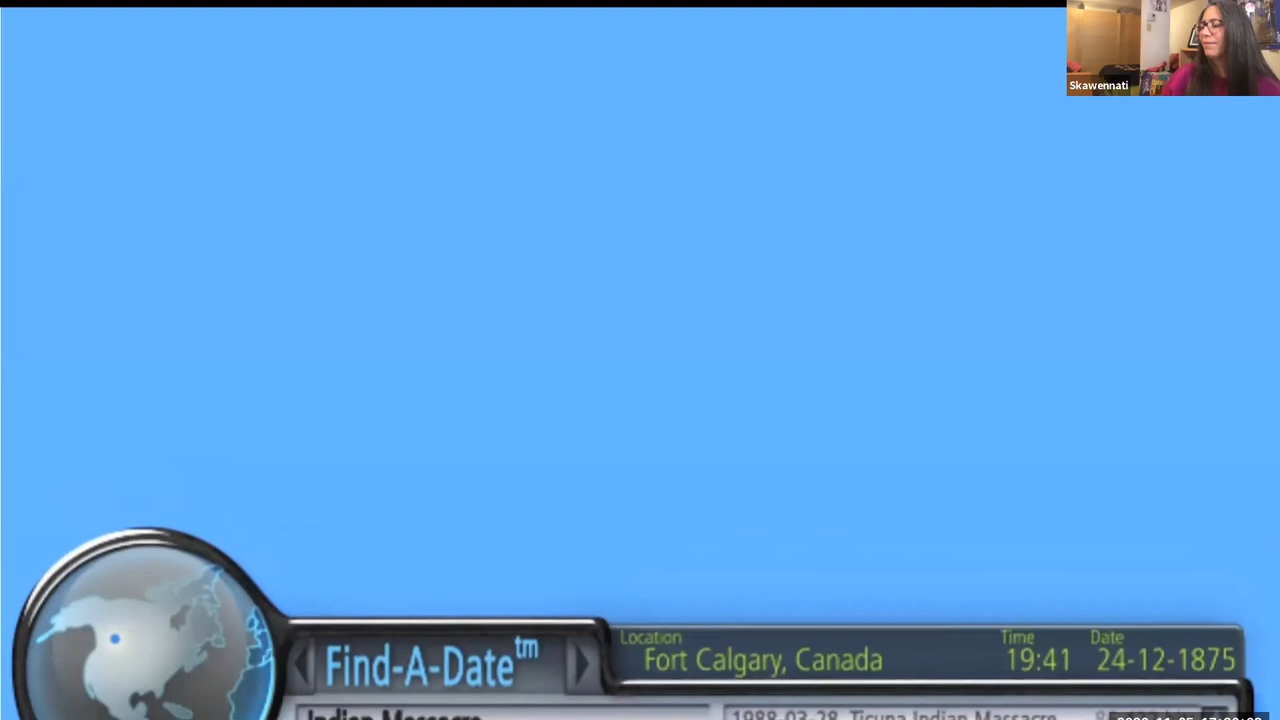 Skawennati
Find-A-Date™
Location
Fort Calgary, Canada
Time
19:41
Date
24-12-1875
Indian Massacre
1988-03-28 Ticuna Indian Massacre